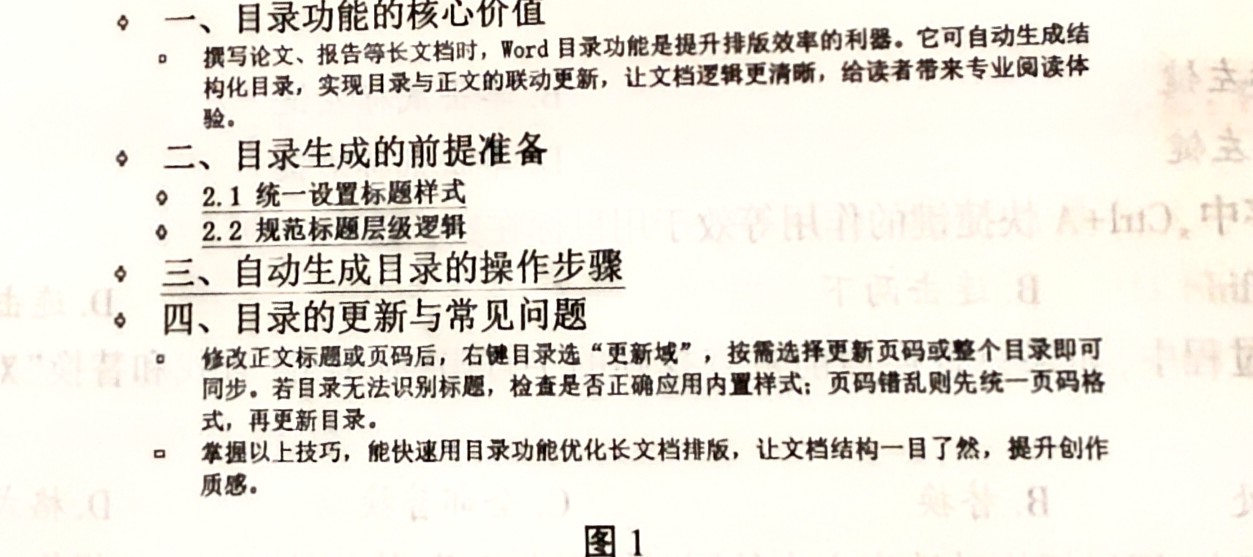 一、目录功能的核心价值
撰写论文、报告等长文档时，Word 目录功能是提升排版效率的利器。它可自动生成结
构化目录，实现目录与正文的联动更新，让文档逻辑更清晰，给读者带来专业阅读体
验。
二、目录生成的前提准备
2.1 统一设置标题样式
2.2 规范标题层级逻辑
三、自动生成目录的操作步骤
四、目录的更新与常见问题
修改正文标题或页码后，右键目录选“更新域”，按需选择更新页码或整个目录即可
同步。若目录无法识别标题，检查是否正确应用内置样式；页码错乱则先统一页码格
式，再更新目录。
掌握以上技巧，能快速用目录功能优化长文档排版，让文档结构一目了然，提升创作
质感。
图 1